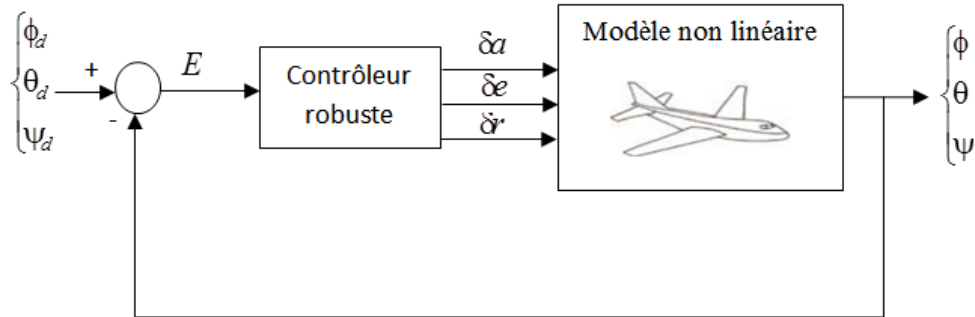 ϕd
θd
ψd
+
-
E
Contrôleur
robuste
δa
δe
δr
Modèle non linéaire
ϕ
θ
ψ